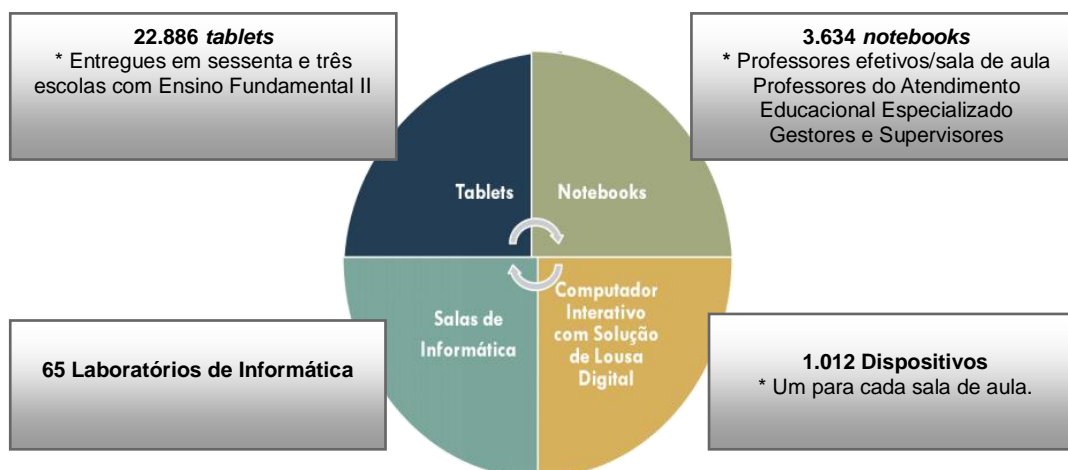 22.886 tablets
* Entregues em sessenta e três
escolas com Ensino Fundamental II
3.634 notebooks
* Professores efetivos/sala de aula
Professores do Atendimento
Educacional Especializado
Gestores e Supervisores
Tablets
Notebooks
Salas de
Informática
Computador
Interativo
com Solução
de Lousa
Digital
65 Laboratórios de Informática
1.012 Dispositivos
* Um para cada sala de aula.